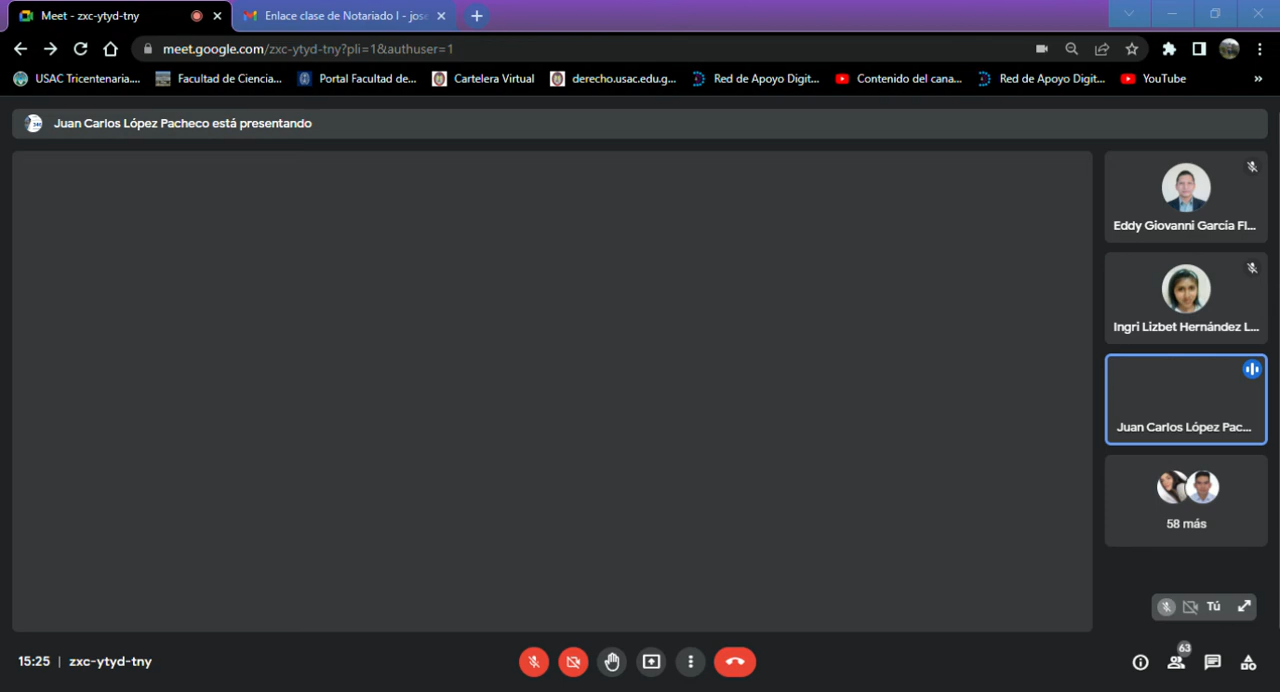 Meet - zxc-ytyd-tny
Enlace clase de Notariado I - jose
meet.google.com/zxc-ytyd-tny?pli=1&authuser=1
USAC Tricentenaria... Facultad de Ciencia... Portal Facultad de... Cartelera Virtual derecho.usac.edu.g... Red de Apoyo Digit... Contenido del cana... Red de Apoyo Digit... YouTube »
Juan Carlos López Pacheco está presentando
Eddy Giovanni García Fl...
Ingri Lizbet Hernández L...
Juan Carlos López Pac...
58 más
Tú
15:25 | zxc-ytyd-tny
63